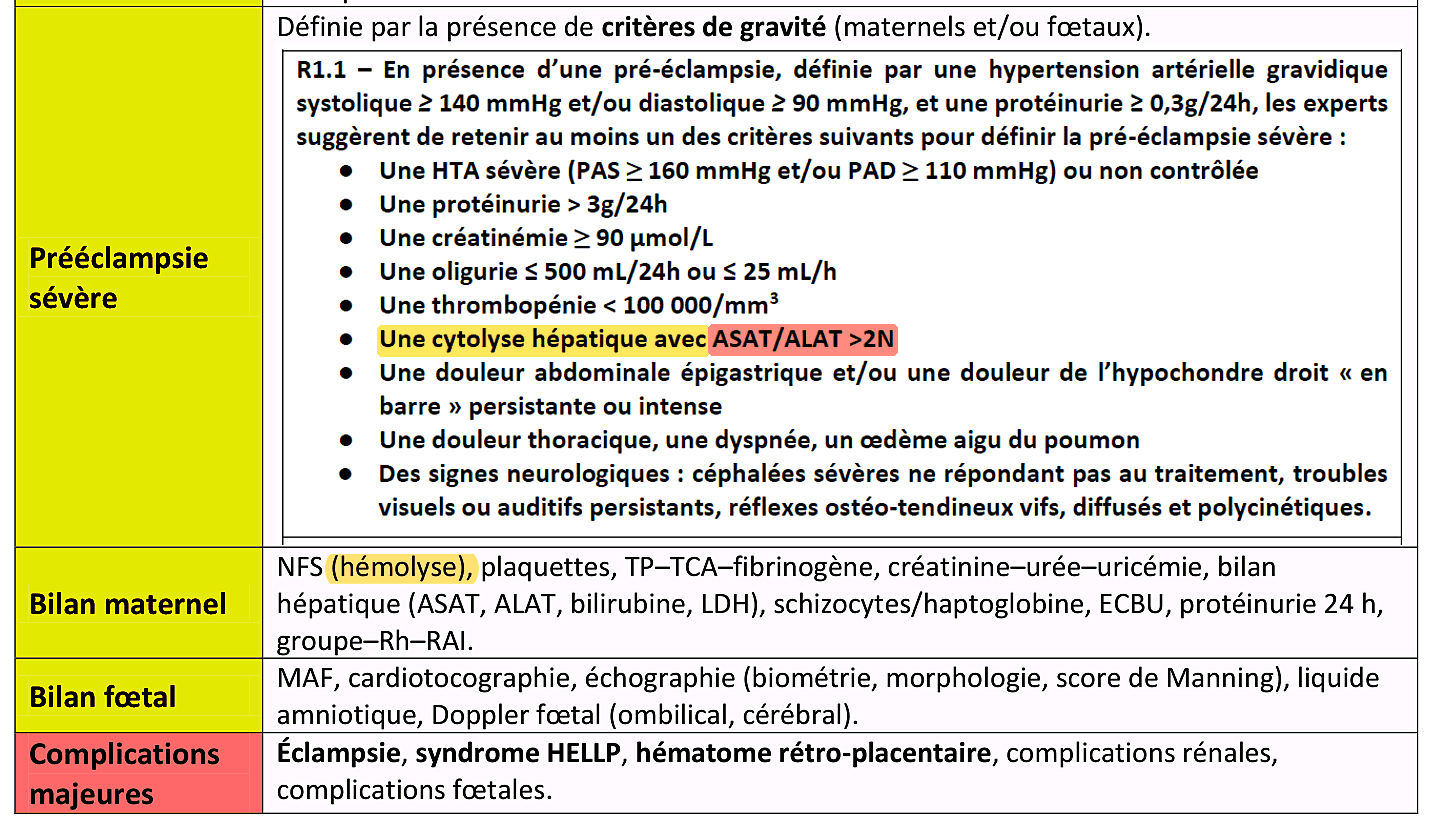 Définie par la présence de critères de gravité (maternels et/ou fœtaux).
R1.1 – En présence d’une pré-éclampsie, définie par une hypertension artérielle gravidique
systolique ≥ 140 mmHg et/ou diastolique ≥ 90 mmHg, et une protéinurie ≥ 0,3g/24h, les experts
suggèrent de retenir au moins un des critères suivants pour définir la pré-éclampsie sévère :
● Une HTA sévère (PAS ≥ 160 mmHg et/ou PAD ≥ 110 mmHg) ou non contrôlée
● Une protéinurie > 3g/24h
● Une créatinémie ≥ 90 µmol/L
● Une oligurie ≤ 500 mL/24h ou ≤ 25 mL/h
● Une thrombopénie < 100 000/mm³
● Une cytolyse hépatique avec ASAT/ALAT >2N
● Une douleur abdominale épigastrique et/ou une douleur de l’hypochondre droit « en
barre » persistante ou intense
● Une douleur thoracique, une dyspnée, un œdème aigu du poumon
● Des signes neurologiques : céphalées sévères ne répondant pas au traitement, troubles
visuels ou auditifs persistants, réflexes ostéo-tendineux vifs, diffusés et polycinétiques.
Prééclampsie
sévère
Bilan maternel
NFS (hémolyse), plaquettes, TP–TCA–fibrinogène, créatinine–urée–uricémie, bilan
hépatique (ASAT, ALAT, bilirubine, LDH), schizocytes/haptoglobine, ECBU, protéinurie 24 h,
groupe–Rh–RAI.
Bilan fœtal
MAF, cardiotocographie, échographie (biométrie, morphologie, score de Manning), liquide
amniotique, Doppler fœtal (ombilical, cérébral).
Complications
majeures
Éclampsie, syndrome HELLP, hématome rétro-placentaire, complications rénales,
complications fœtales.